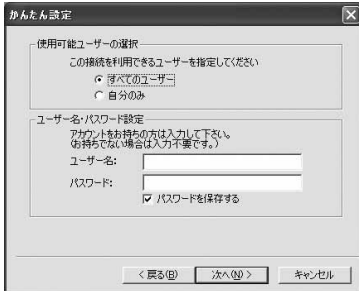 かんたん設定
使用可能ユーザーの選択
この接続を利用できるユーザーを指定してください
すべてのユーザー
自分のみ
ユーザー名・パスワード設定
アカウントをお持ちの方は入力して下さい。
(お持ちでない場合は入力不要です。)
ユーザー名:
パスワード:
パスワードを保存する
< 戻る(B)
次へ(N) >
キャンセル